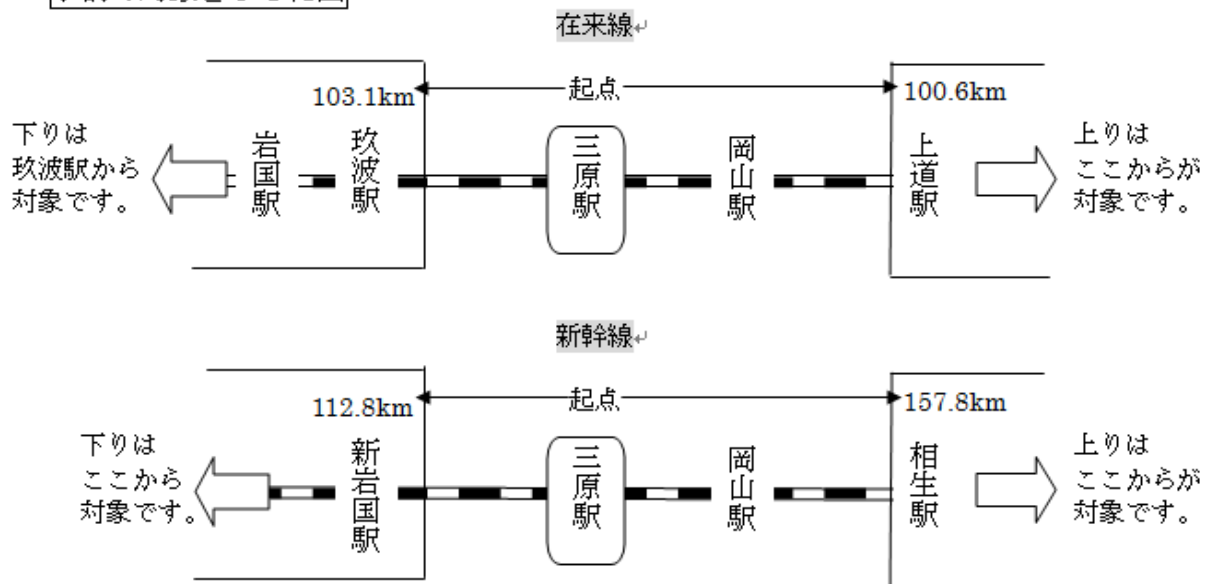 在来線
103.1km
起点
100.6km
下りは
玖波駅から
対象です。
岩国駅
玖波駅
三原駅
岡山駅
上道駅
上りは
ここからが
対象です。
新幹線
112.8km
起点
157.8km
下りは
ここから
対象です。
新岩国駅
三原駅
岡山駅
相生駅
上りは
ここからが
対象です。